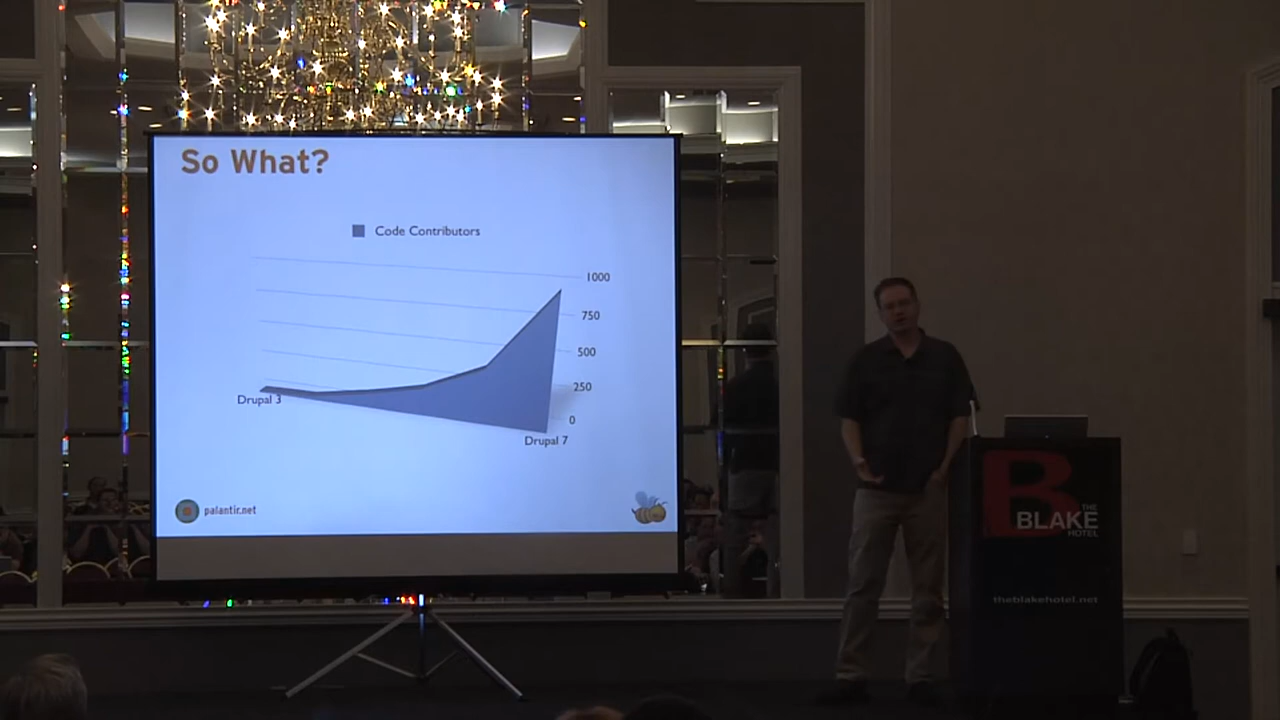 So What?
Code Contributors
1000
750
500
250
0
Drupal 3
Drupal 7
palantir.net
B
THE
BLAKE
HOTEL
theblakehotel.net